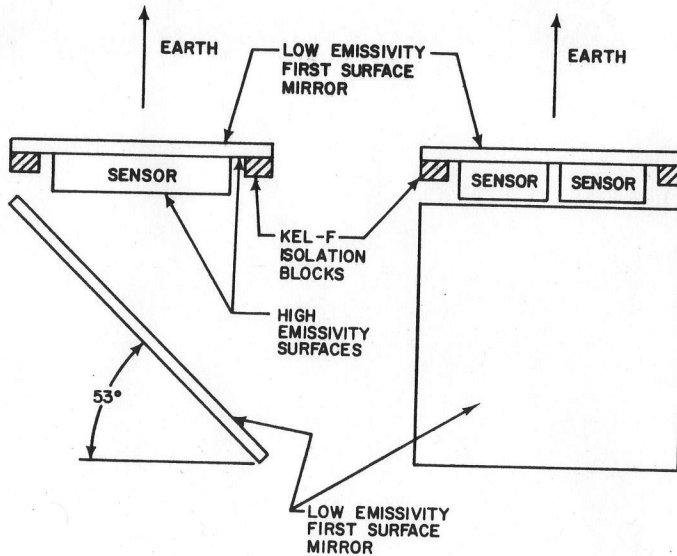 EARTH
LOW EMISSIVITY
FIRST SURFACE
MIRROR
EARTH
SENSOR
SENSOR
SENSOR
KEL-F
ISOLATION
BLOCKS
HIGH
EMISSIVITY
SURFACES
53°
LOW EMISSIVITY
FIRST SURFACE
MIRROR